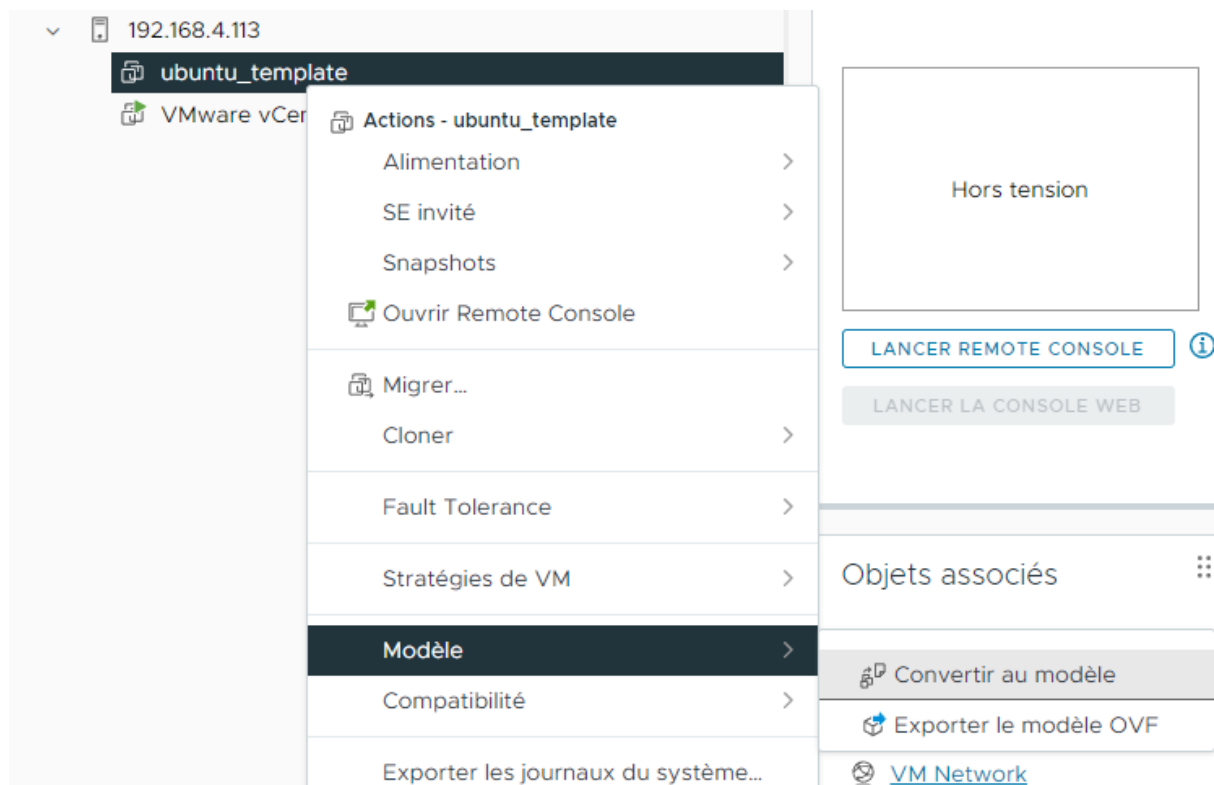 192.168.4.113
ubuntu_template
VMware vCer
Actions - ubuntu_template
Alimentation
SE invité
Snapshots
Ouvrir Remote Console
Migrer...
Cloner
Fault Tolerance
Stratégies de VM
Modèle
Compatibilité
Exporter les journaux du système...
Hors tension
LANCER REMOTE CONSOLE
LANCER LA CONSOLE WEB
Objets associés
Convertir au modèle
Exporter le modèle OVF
VM Network